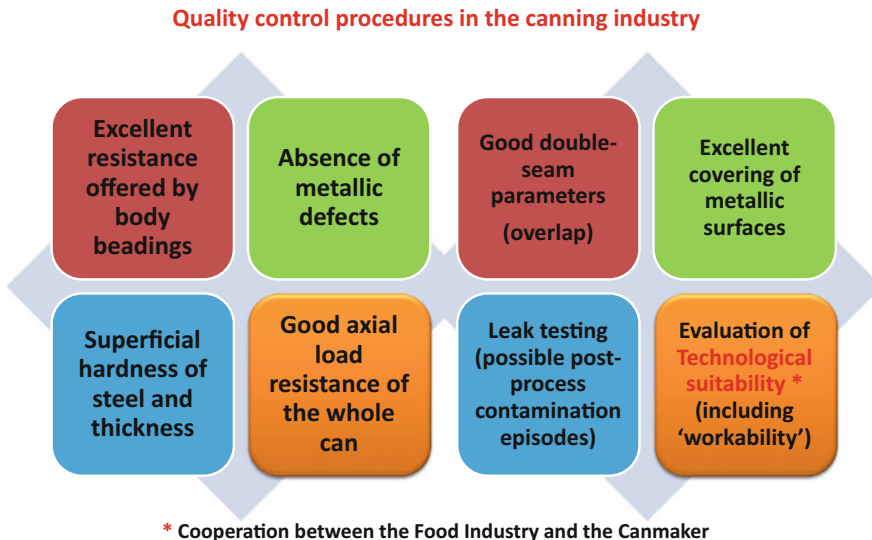 Quality control procedures in the canning industry
Excellent
resistance
offered by
body
beadings
Absence of
metallic
defects
Good double-
seam
parameters
(overlap)
Excellent
covering of
metallic
surfaces
Superficial
hardness of
steel and
thickness
Good axial
load
resistance of
the whole
can
Leak testing
(possible post-
process
contamination
episodes)
Evaluation of
Technological
suitability *
(including
‘workability’)
* Cooperation between the Food Industry and the Canmaker